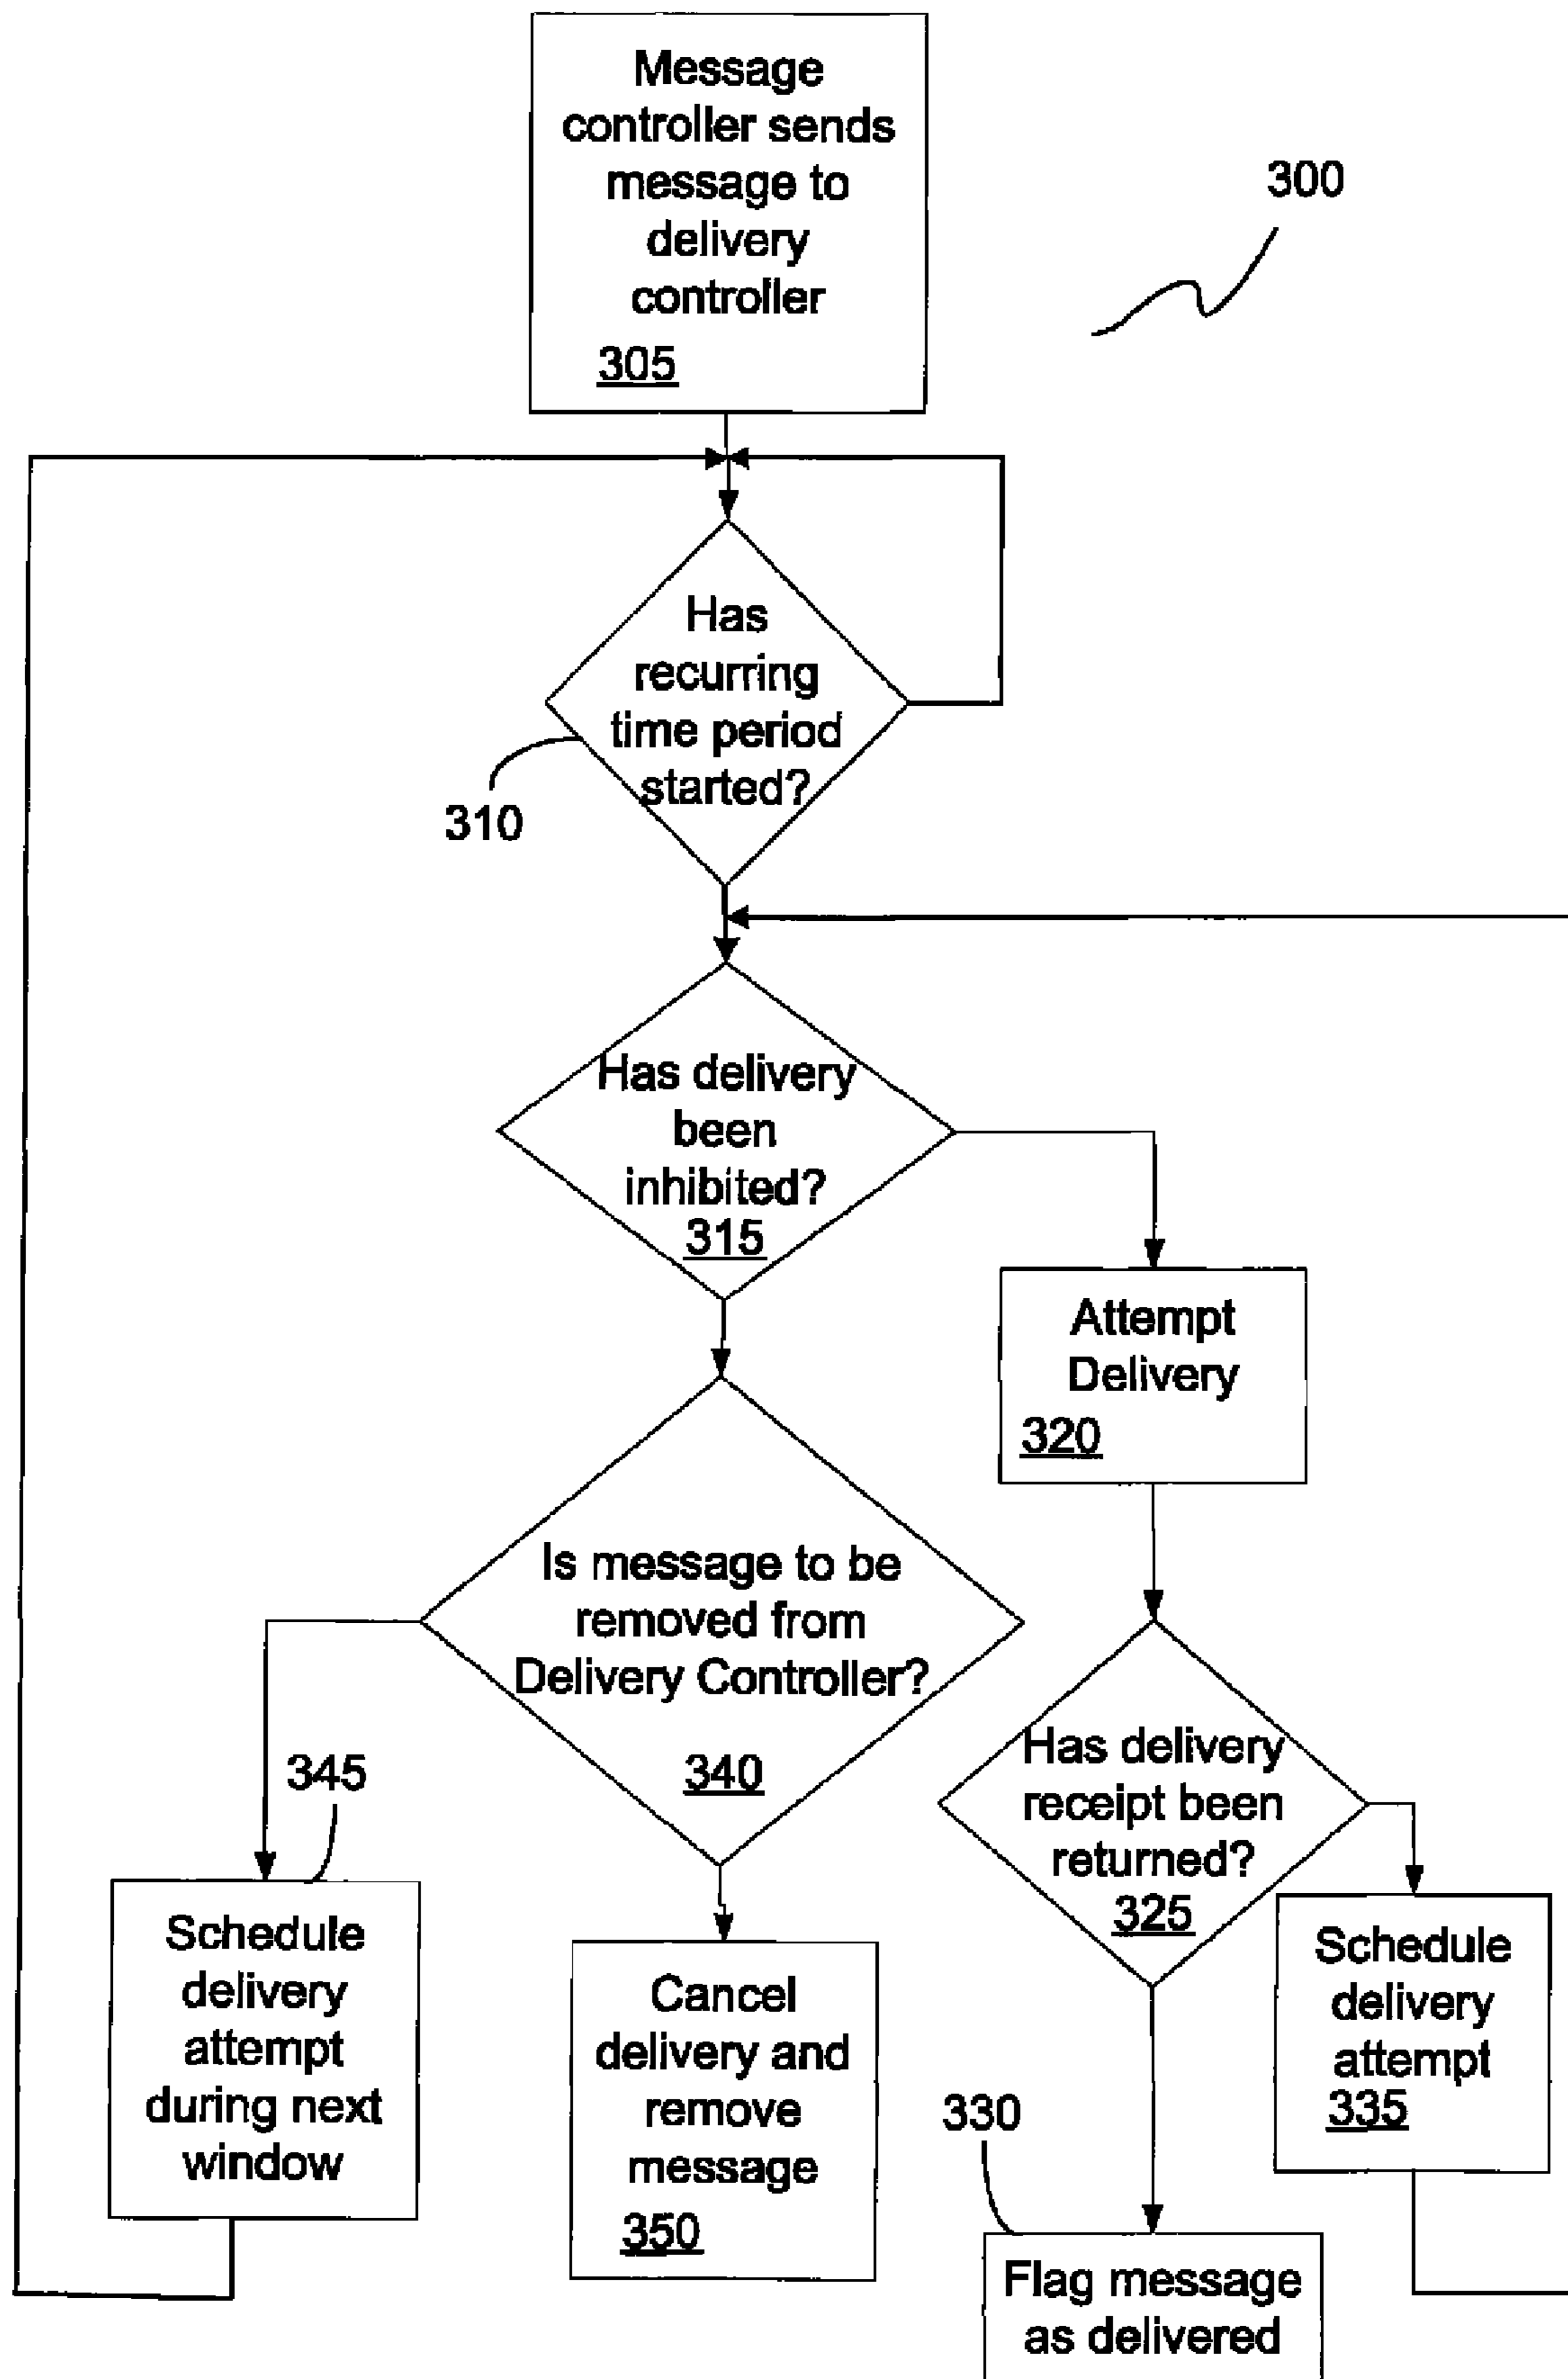 Message
controller sends
message to
delivery
controller
305
300
Has
recurring
time period
started?
310
Has delivery
been
inhibited?
315
Attempt
Delivery
320
Is message to be
removed from
Delivery Controller?
340
Has delivery
receipt been
returned?
325
345
Schedule
delivery
attempt
during next
window
Cancel
delivery and
remove
message
350
Schedule
delivery
attempt
335
330
Flag message
as delivered